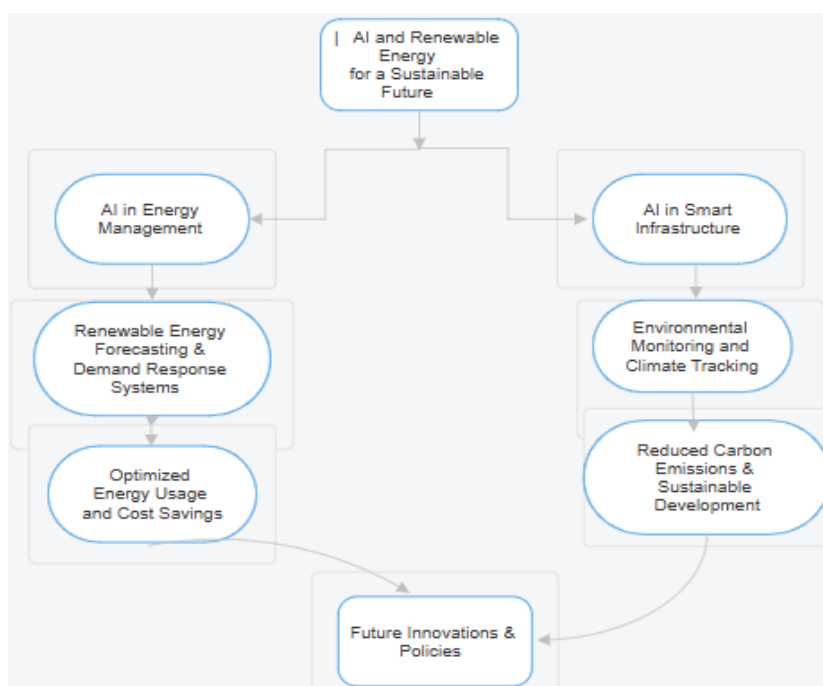 | AI and Renewable
Energy
for a Sustainable
Future
AI in Energy
Management
AI in Smart
Infrastructure
Renewable Energy
Forecasting &
Demand Response
Systems
Environmental
Monitoring and
Climate Tracking
Optimized
Energy Usage
and Cost Savings
Reduced Carbon
Emissions &
Sustainable
Development
Future Innovations &
Policies